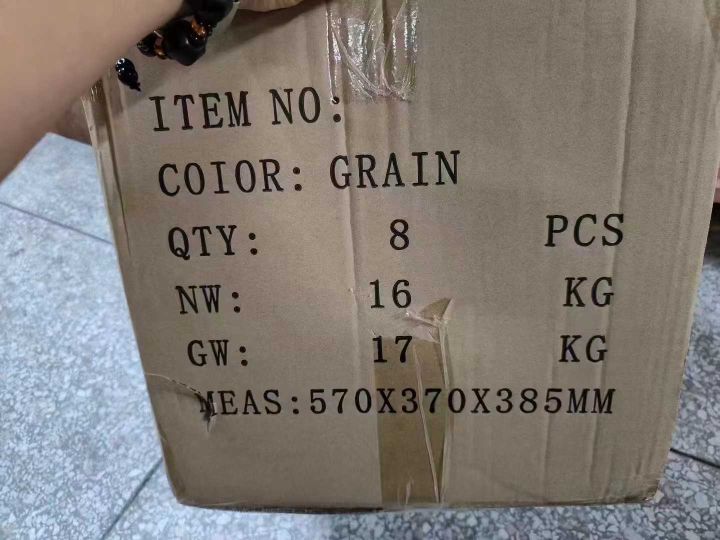 ITEM NO:
COIOR: GRAIN
QTY: 8 PCS
NW: 16 KG
GW: 17 KG
MEAS:570X370X385MM